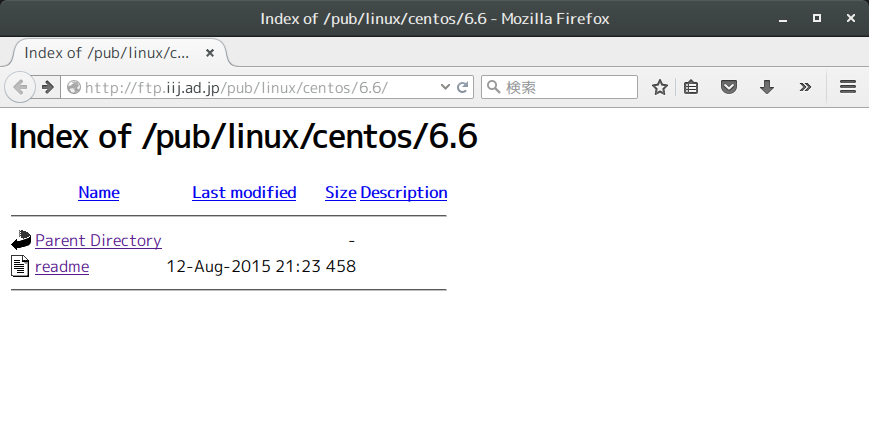 Index of /pub/linux/centos/6.6 - Mozilla Firefox
Index of /pub/linux/c...
http://ftp.iij.ad.jp/pub/linux/centos/6.6/ 検索
Index of /pub/linux/centos/6.6
Name Last modified Size Description
Parent Directory -
readme 12-Aug-2015 21:23 458